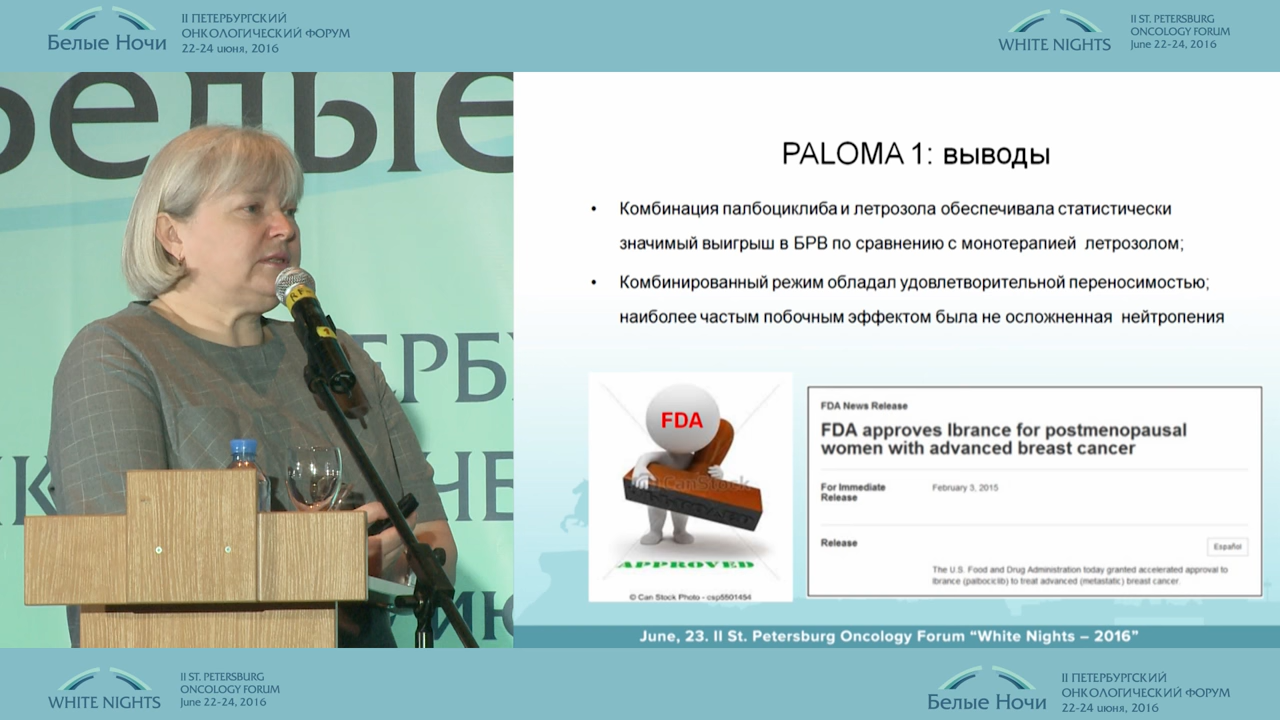 II ПЕТЕРБУРГСКИЙ
ОНКОЛОГИЧЕСКИЙ ФОРУМ
Белые Ночи
22-24 июня, 2016
II ST. PETERSBURG
ONCOLOGY FORUM
WHITE NIGHTS
June 22-24, 2016
Белые
PALOMA 1: выводы
• Комбинация палбоциклиба и летрозола обеспечивала статистически
значимый выигрыш в БРВ по сравнению с монотерапией летрозолом;
• Комбинированный режим обладал удовлетворительной переносимостью;
наиболее частым побочным эффектом была не осложненная нейтропения
FDA
APPROVED
© Can Stock Photo - csp5501454
FDA News Release
FDA approves Ibrance for postmenopausal
women with advanced breast cancer
For Immediate
Release
February 3, 2015
Release
Español
The U.S. Food and Drug Administration today granted accelerated approval to
Ibrance (palbociclib) to treat advanced (metastatic) breast cancer.
June, 23. II St. Petersburg Oncology Forum “White Nights – 2016”
WHITE NIGHTS
II ST. PETERSBURG
ONCOLOGY FORUM
June 22-24, 2016
Белые Ночи
II ПЕТЕРБУРГСКИЙ
ОНКОЛОГИЧЕСКИЙ ФОРУМ
22-24 июня, 2016